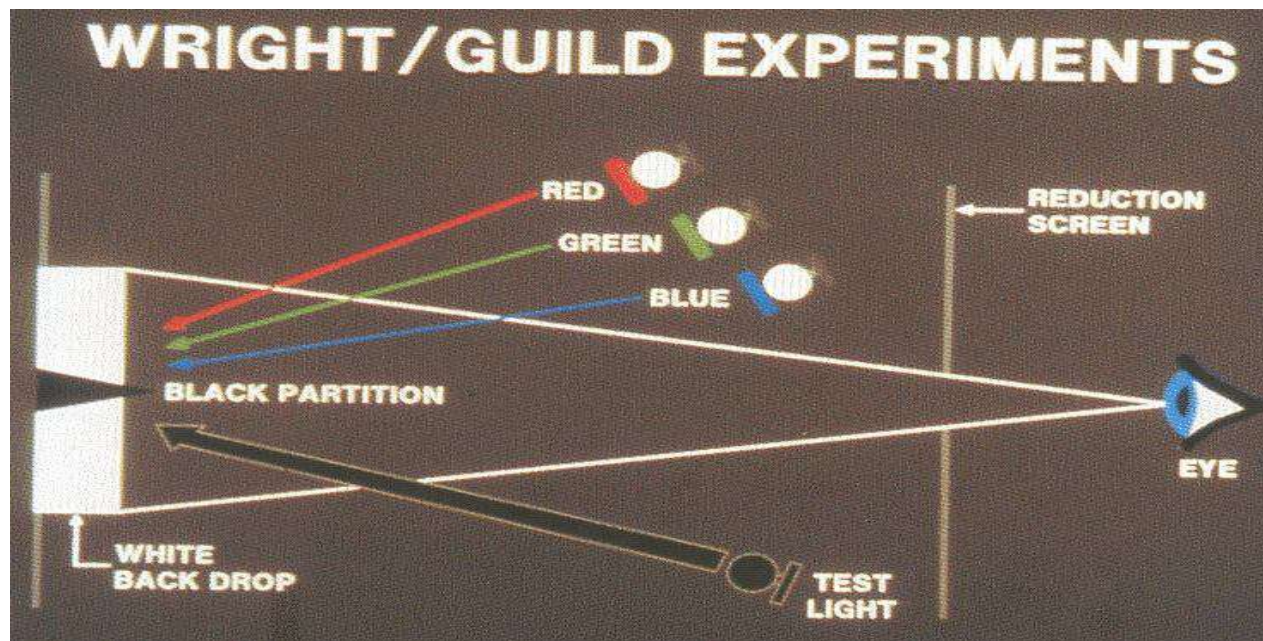 WRIGHT/GUILD EXPERIMENTS
RED
GREEN
BLUE
REDUCTION
SCREEN
BLACK PARTITION
EYE
WHITE
BACK DROP
TEST
LIGHT